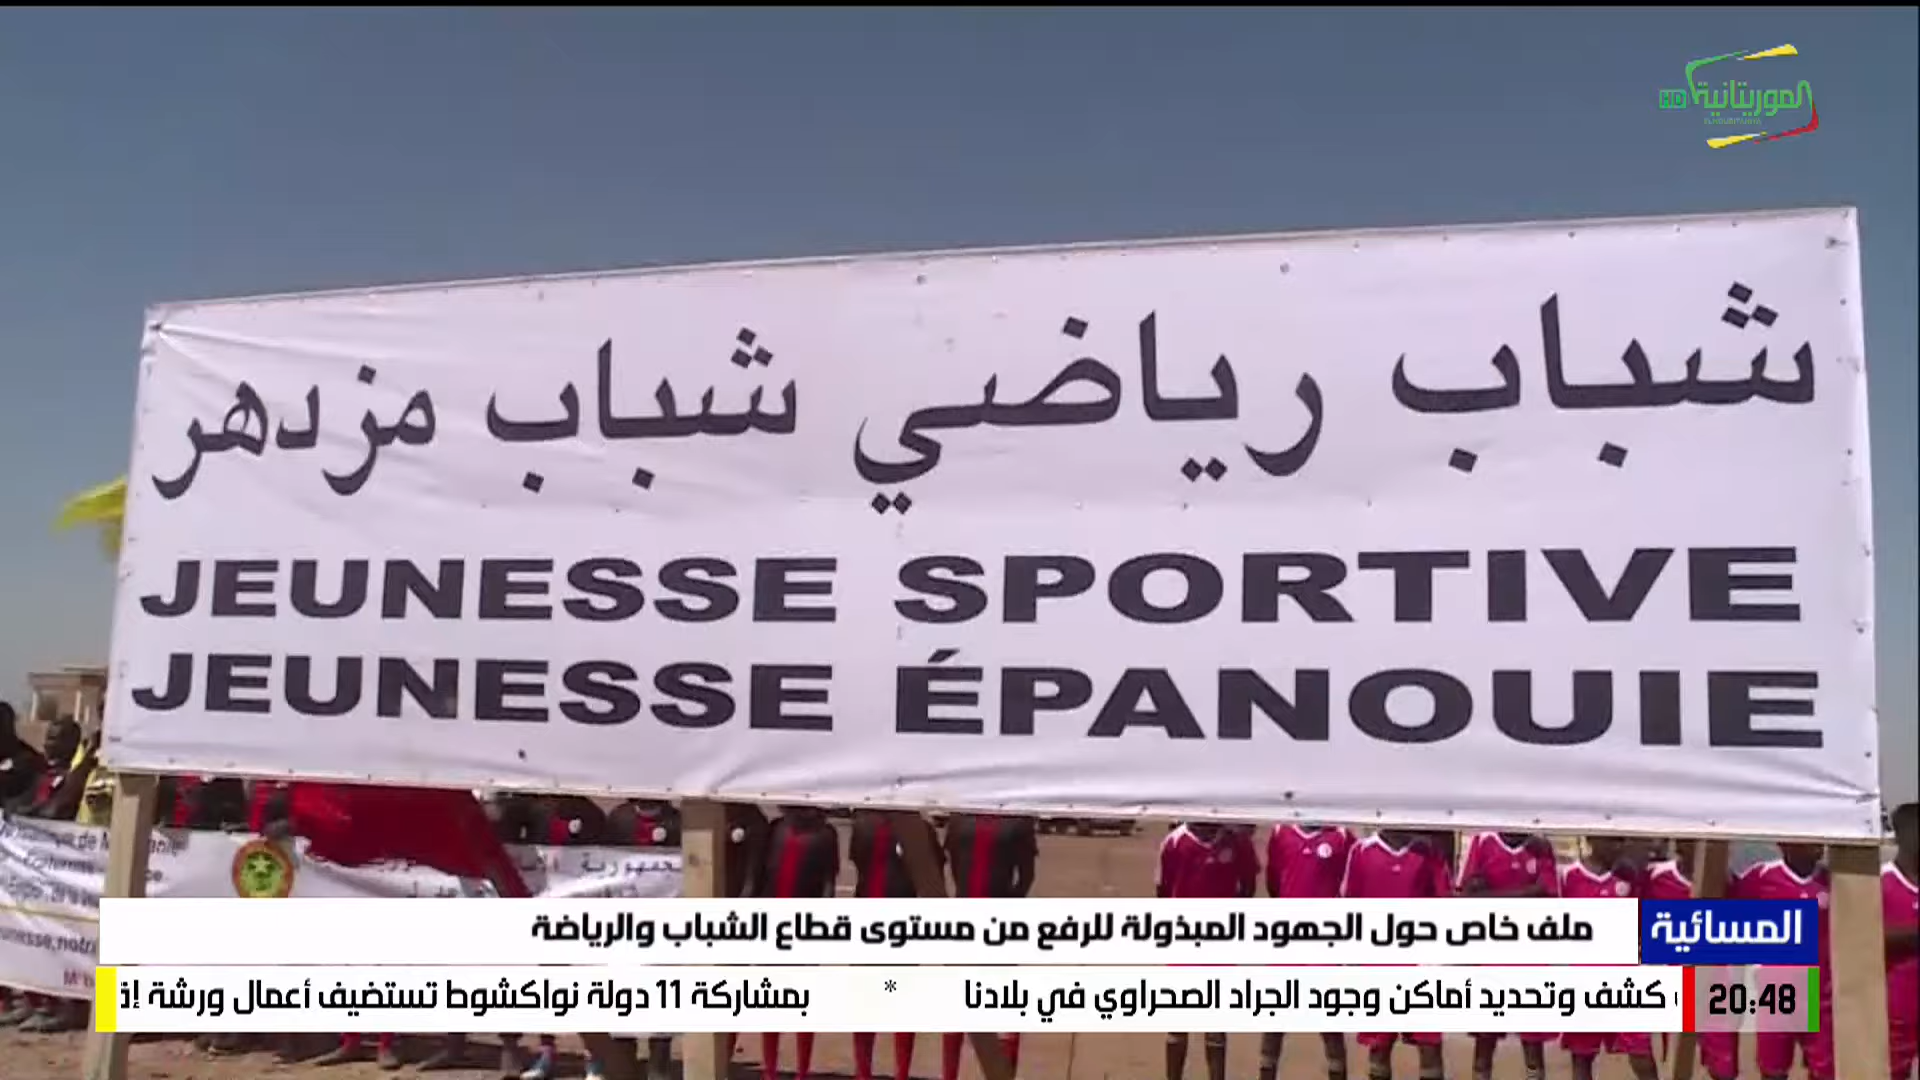 الموريتانية HD
شباب رياضي شباب مزدهر
JEUNESSE SPORTIVE
JEUNESSE ÉPANOUIE
المسائية
ملف خاص حول الجهود المبذولة للرفع من مستوى قطاع الشباب والرياضة
20:48
كشف وتحديد أماكن وجود الجراد الصحراوي في بلادنا * بمشاركة 11 دولة نواكشوط تستضيف أعمال ورشة